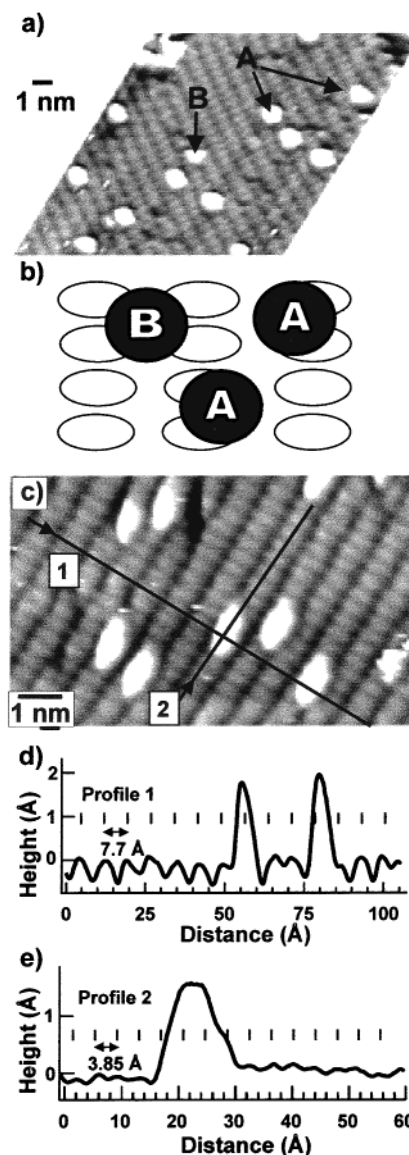 a)
1 nm
A
B
b)
B
A
A
c)
1
2
1 nm
d)
Profile 1
7.7 Å
Height (Å)
2
1
0
0
25
50
75
100
Distance (Å)
e)
Profile 2
3.85 Å
Height (Å)
1
0
0
10
20
30
40
50
60
Distance (Å)